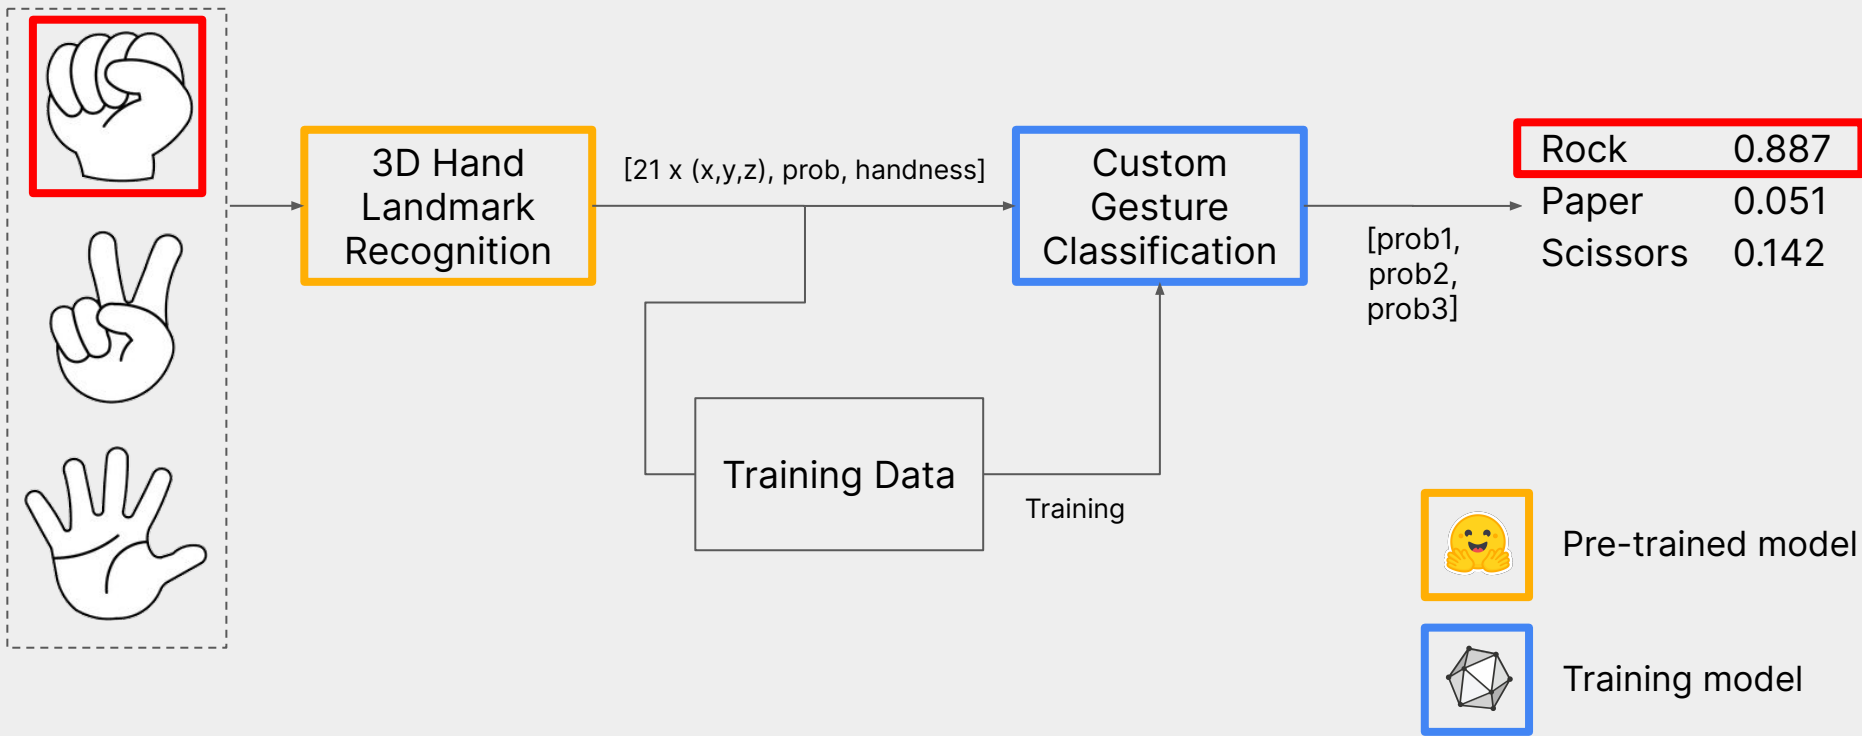 3D Hand
Landmark
Recognition
[21 x (x,y,z), prob, handness]
Custom
Gesture
Classification
[prob1,
prob2,
prob3]
Rock 0.887
Paper 0.051
Scissors 0.142
Training Data
Training
Pre-trained model
Training model